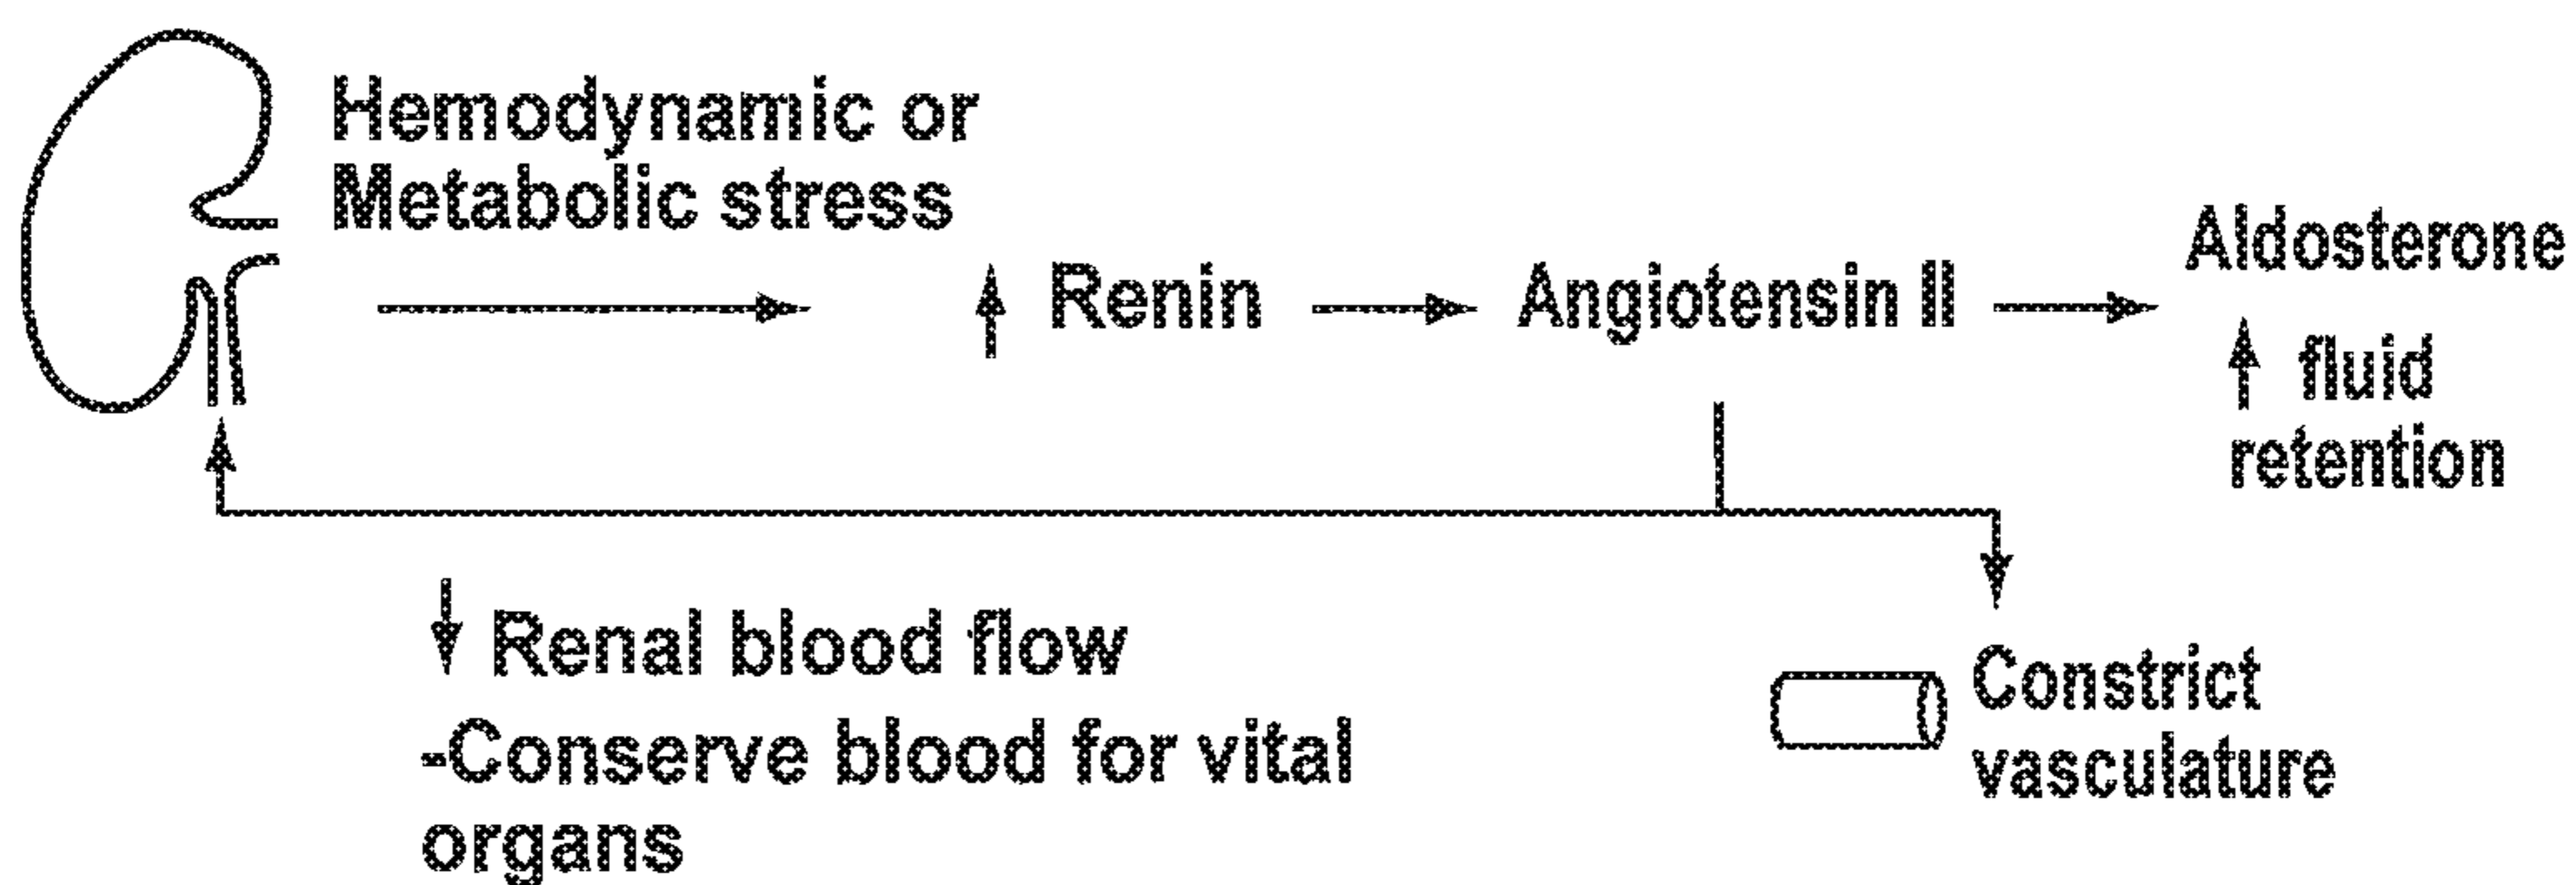 Hemodynamic or
Metabolic stress
↑ Renin
Angiotensin II
Aldosterone
↑ fluid
retention
↓ Renal blood flow
-Conserve blood for vital
organs
Constrict
vasculature